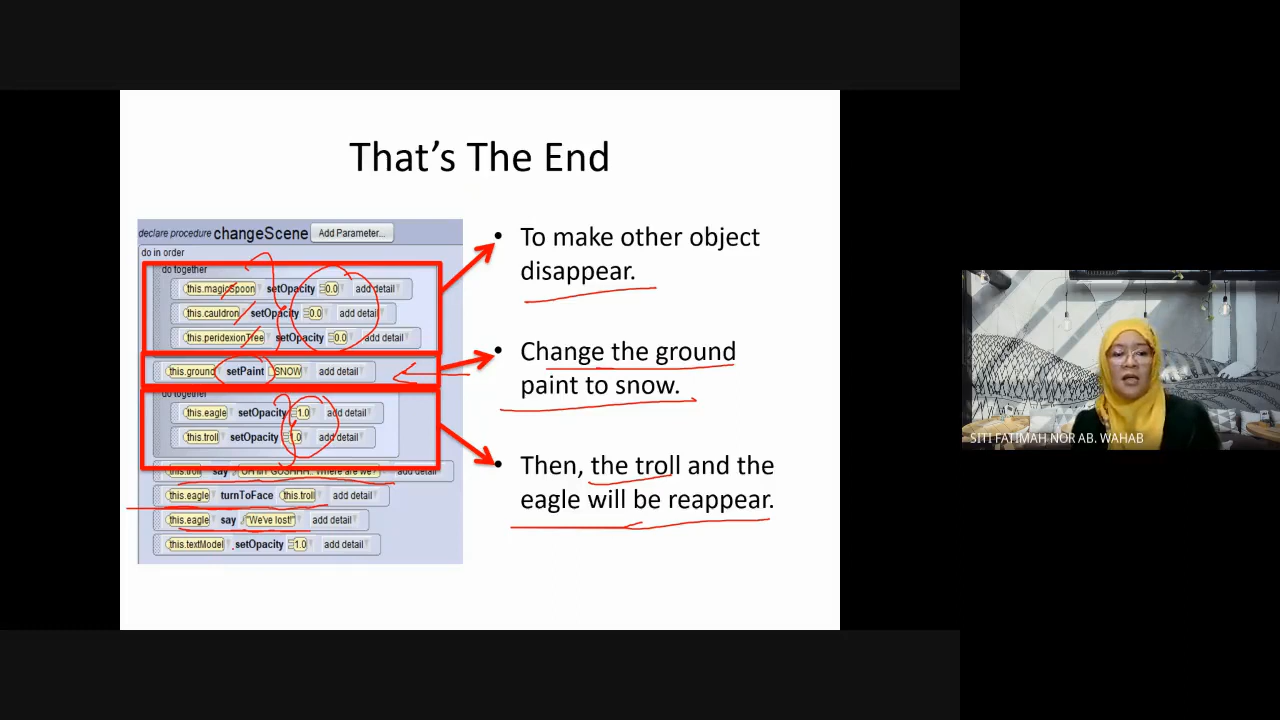 That's The End
declare procedure changeScene Add Parameter...
do in order
do together
this.magicSpoon setOpacity 0.0 add detail
this.cauldron setOpacity 0.0 add detail
this.peridexionTree setOpacity 0.0 add detail
this.ground setPaint SNOW add detail
do together
this.eagle setOpacity 1.0 add detail
this.troll setOpacity 1.0 add detail
this.troll say Where are we? add detail
this.eagle turnToFace this.troll add detail
this.eagle say "We've lost!" add detail
this.textModel setOpacity 1.0 add detail
• To make other object
disappear.
• Change the ground
paint to snow.
• Then, the troll and the
eagle will be reappear.
SITI FATIMAH NOR AB. WAHAB